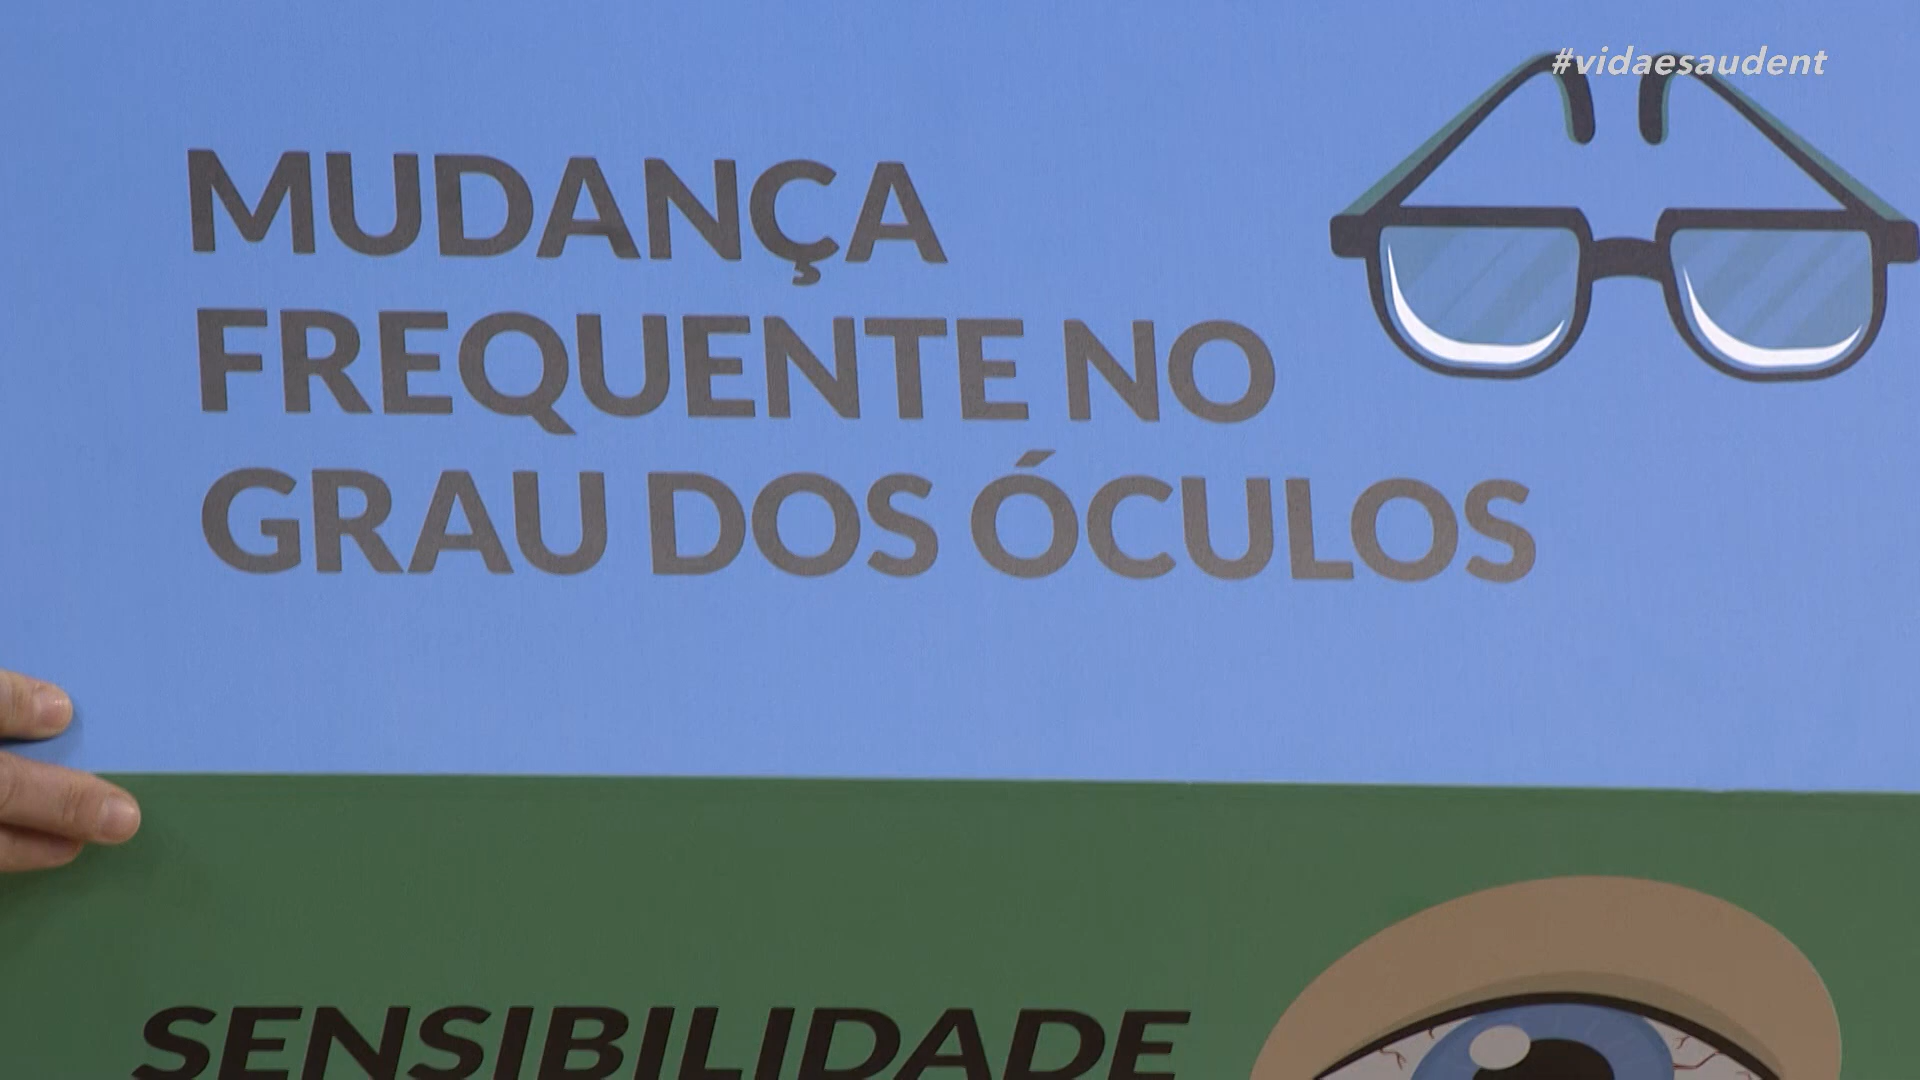 #vidaesaudent
MUDANÇA
FREQUENTE NO
GRAU DOS ÓCULOS
SENSIBILIDADE